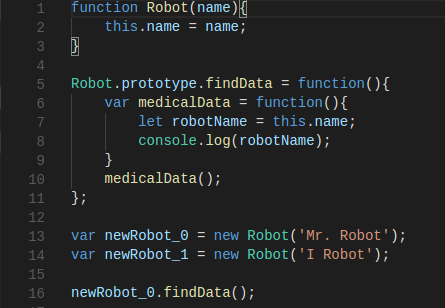 1 function Robot(name){
2     this.name = name;
3 }
4
5 Robot.prototype.findData = function(){
6     var medicalData = function(){
7         let robotName = this.name;
8         console.log(robotName);
9     }
10     medicalData();
11 };
12
13 var newRobot_0 = new Robot('Mr. Robot');
14 var newRobot_1 = new Robot('I Robot');
15
16 newRobot_0.findData();